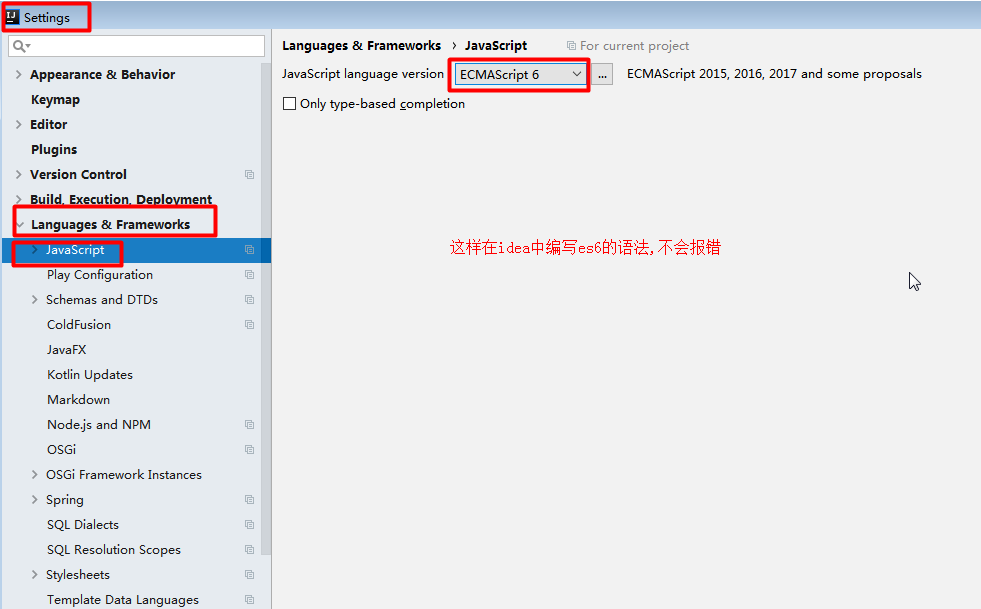 Settings
Languages & Frameworks › JavaScript For current project
JavaScript language version ECMAScript 6 ... ECMAScript 2015, 2016, 2017 and some proposals
Only type-based completion
Appearance & Behavior
Keymap
Editor
Plugins
Version Control
Build, Execution, Deployment
Languages & Frameworks
JavaScript
Play Configuration
Schemas and DTDs
ColdFusion
JavaFX
Kotlin Updates
Markdown
Node.js and NPM
OSGi
OSGi Framework Instances
Spring
SQL Dialects
SQL Resolution Scopes
Stylesheets
Template Data Languages
这样在idea中编写es6的语法,不会报错